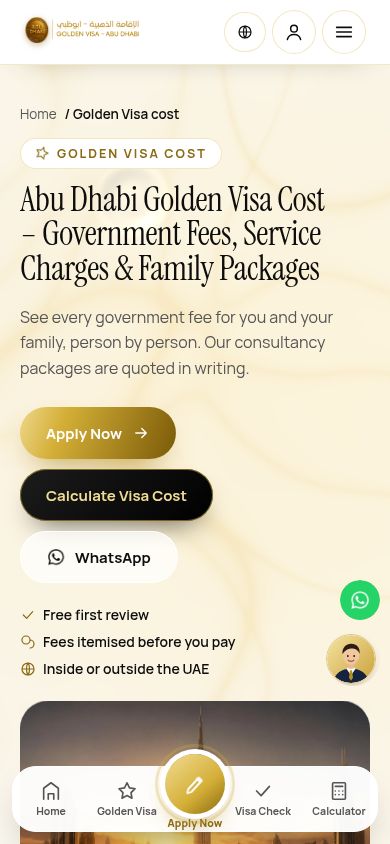 الإقامة الذهبية - ابوظبي
GOLDEN VISA - ABU DHABI
Home / Golden Visa cost
GOLDEN VISA COST
Abu Dhabi Golden Visa Cost
– Government Fees, Service
Charges & Family Packages
See every government fee for you and your
family, person by person. Our consultancy
packages are quoted in writing.
Apply Now
Calculate Visa Cost
WhatsApp
Free first review
Fees itemised before you pay
Inside or outside the UAE
Home
Golden Visa
Apply Now
Visa Check
Calculator